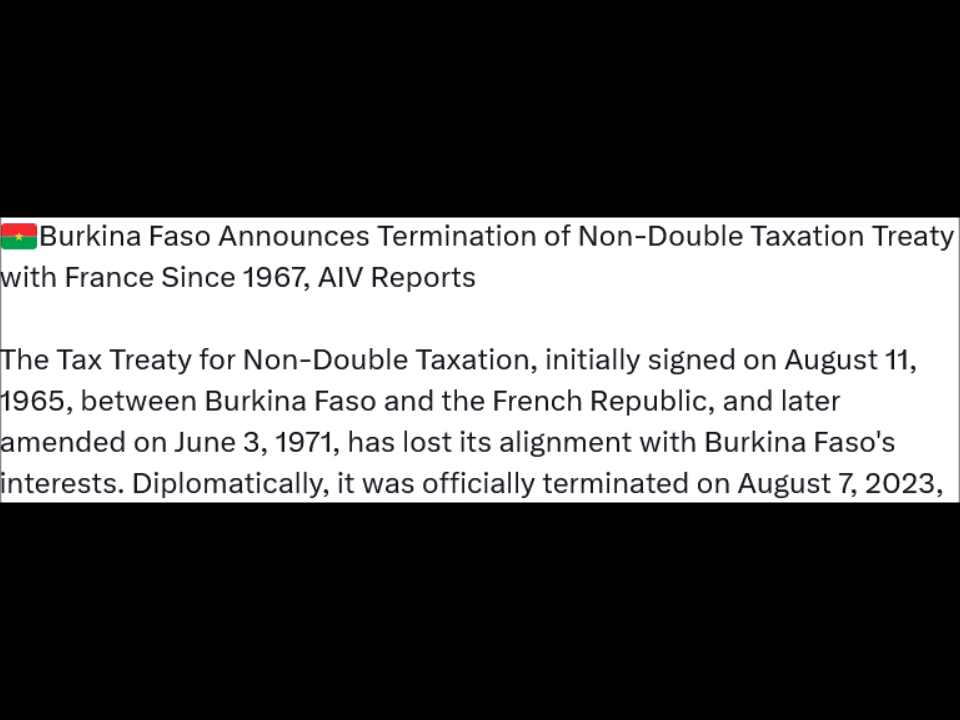 🇧🇫Burkina Faso Announces Termination of Non-Double Taxation Treaty
with France Since 1967, AIV Reports
The Tax Treaty for Non-Double Taxation, initially signed on August 11,
1965, between Burkina Faso and the French Republic, and later
amended on June 3, 1971, has lost its alignment with Burkina Faso's
interests. Diplomatically, it was officially terminated on August 7, 2023,